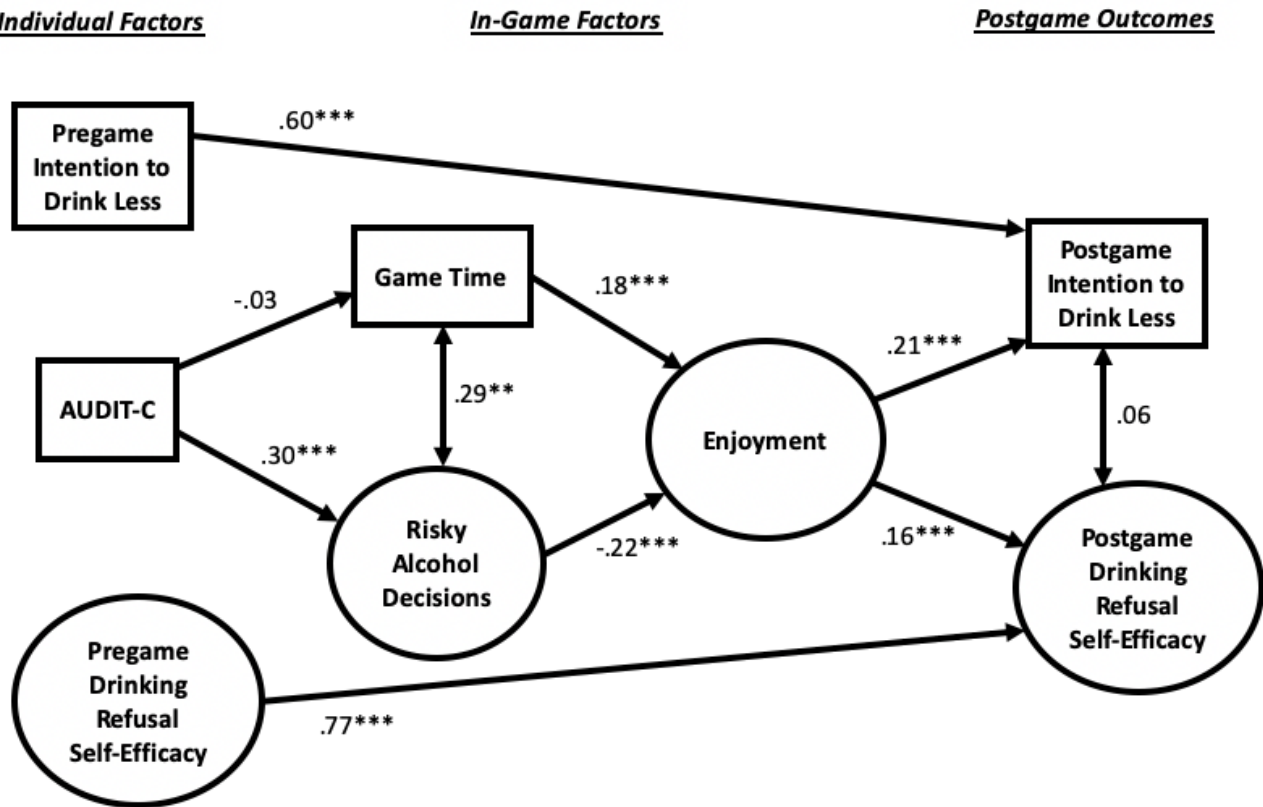 Individual Factors
In-Game Factors
Postgame Outcomes
Pregame
Intention to
Drink Less
.60***
Game Time
-.03
.18***
Postgame
Intention to
Drink Less
AUDIT-C
.29**
.30***
Enjoyment
.21***
.06
Risky
Alcohol
Decisions
-.22***
.16***
Postgame
Drinking
Refusal
Self-Efficacy
Pregame
Drinking
Refusal
Self-Efficacy
.77***